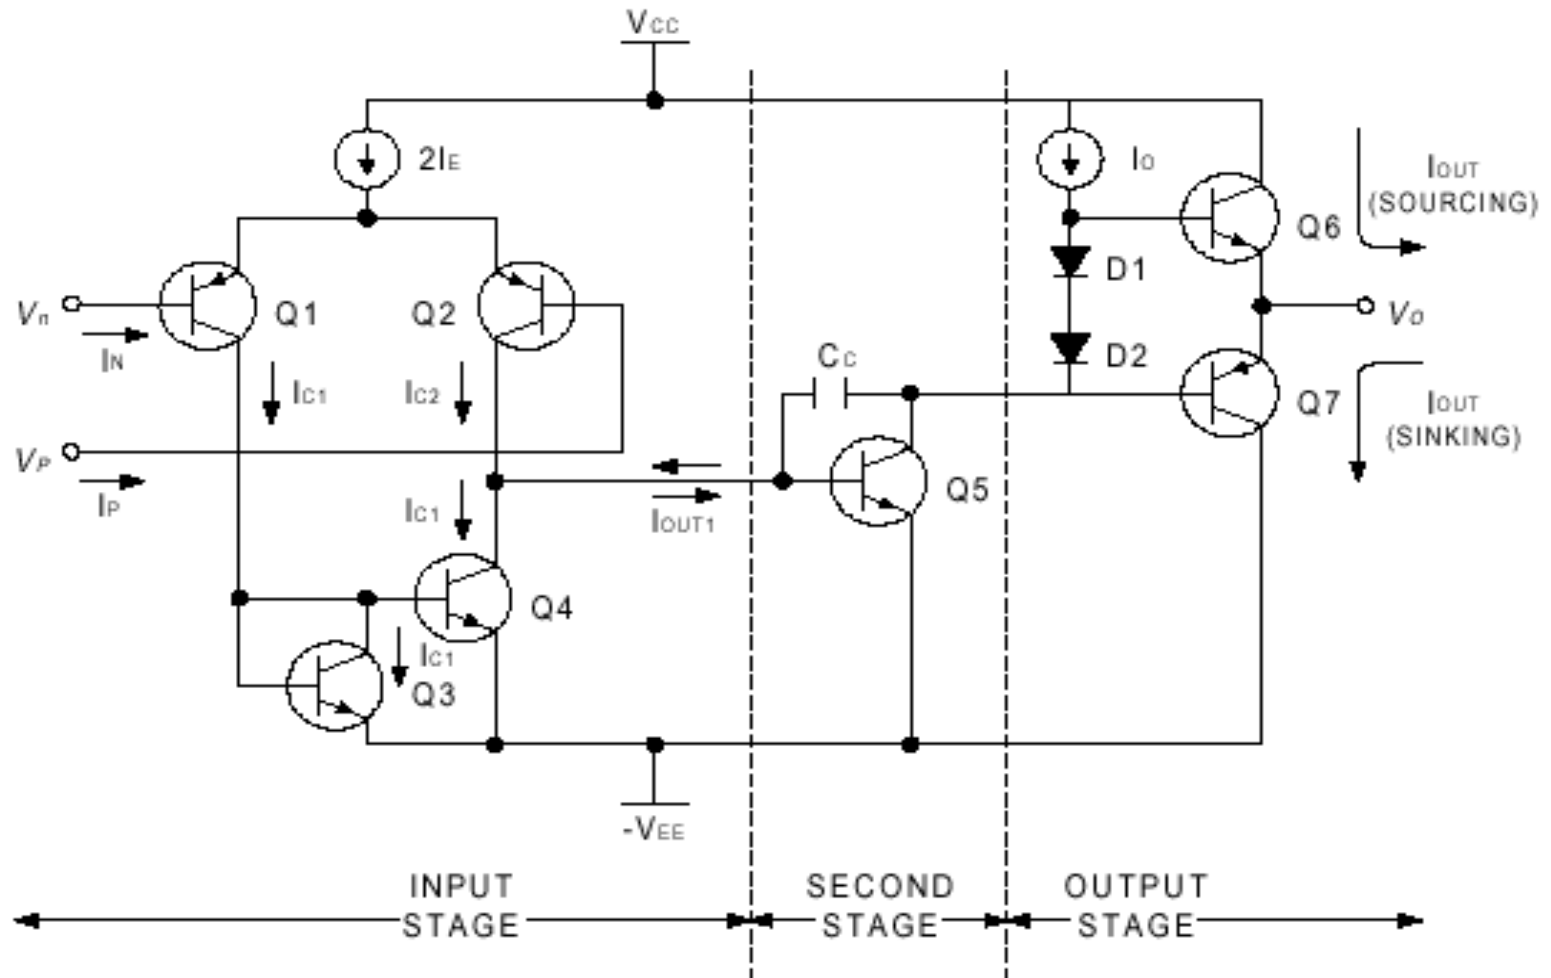 VCC
2IE
IO
IOUT
(SOURCING)
Q6
D1
Vn
Q1
Q2
VO
IN
D2
CC
IC1
IC2
Q7
IOUT
(SINKING)
VP
IP
IC1
Q5
IOUT1
Q4
IC1
Q3
-VEE
INPUT
STAGE
SECOND
STAGE
OUTPUT
STAGE